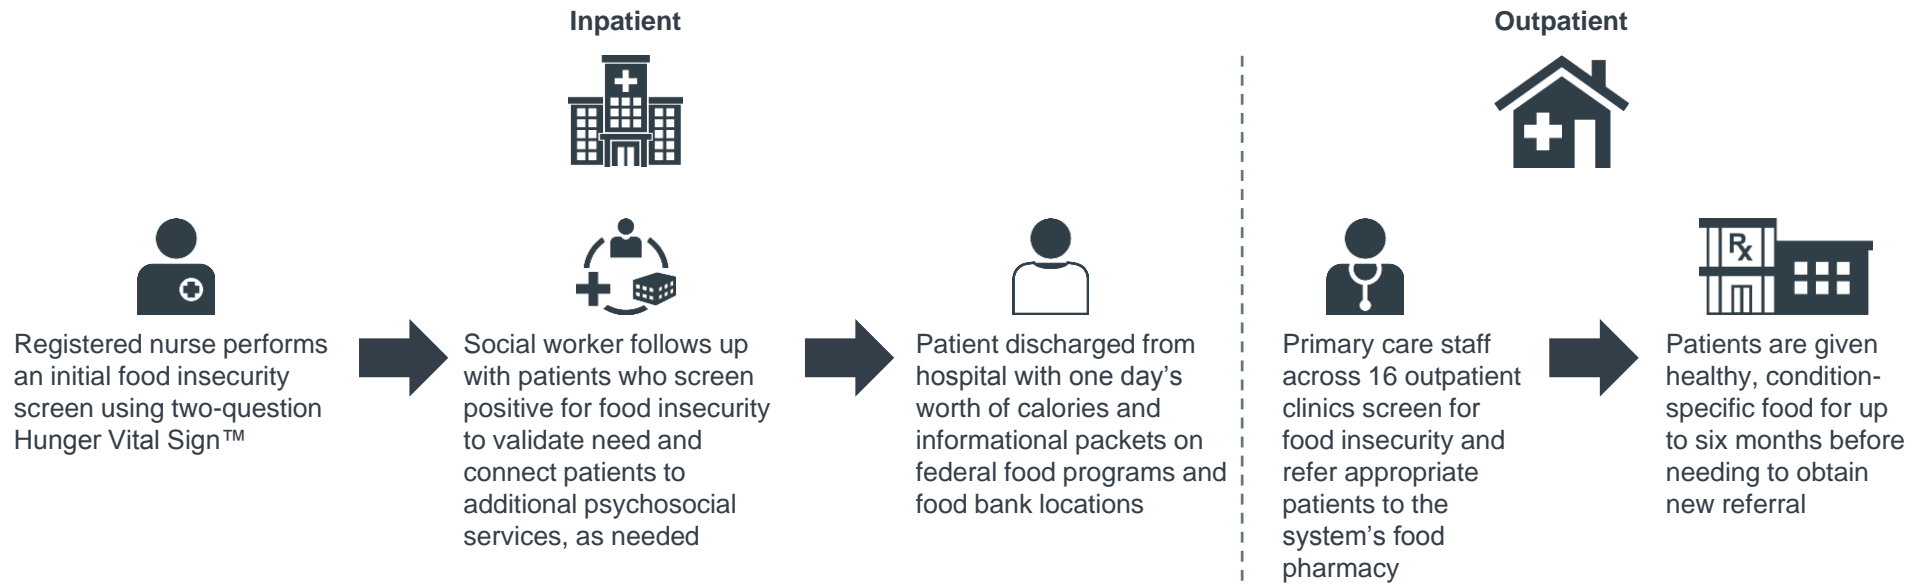 Inpatient
Outpatient
Registered nurse performs
an initial food insecurity
screen using two-question
Hunger Vital Sign™
Social worker follows up
with patients who screen
positive for food insecurity
to validate need and
connect patients to
additional psychosocial
services, as needed
Patient discharged from
hospital with one day's
worth of calories and
informational packets on
federal food programs and
food bank locations
Primary care staff
across 16 outpatient
clinics screen for
food insecurity and
refer appropriate
patients to the
system's food
pharmacy
Rx
Patients are given
healthy, condition-
specific food for up
to six months before
needing to obtain
new referral